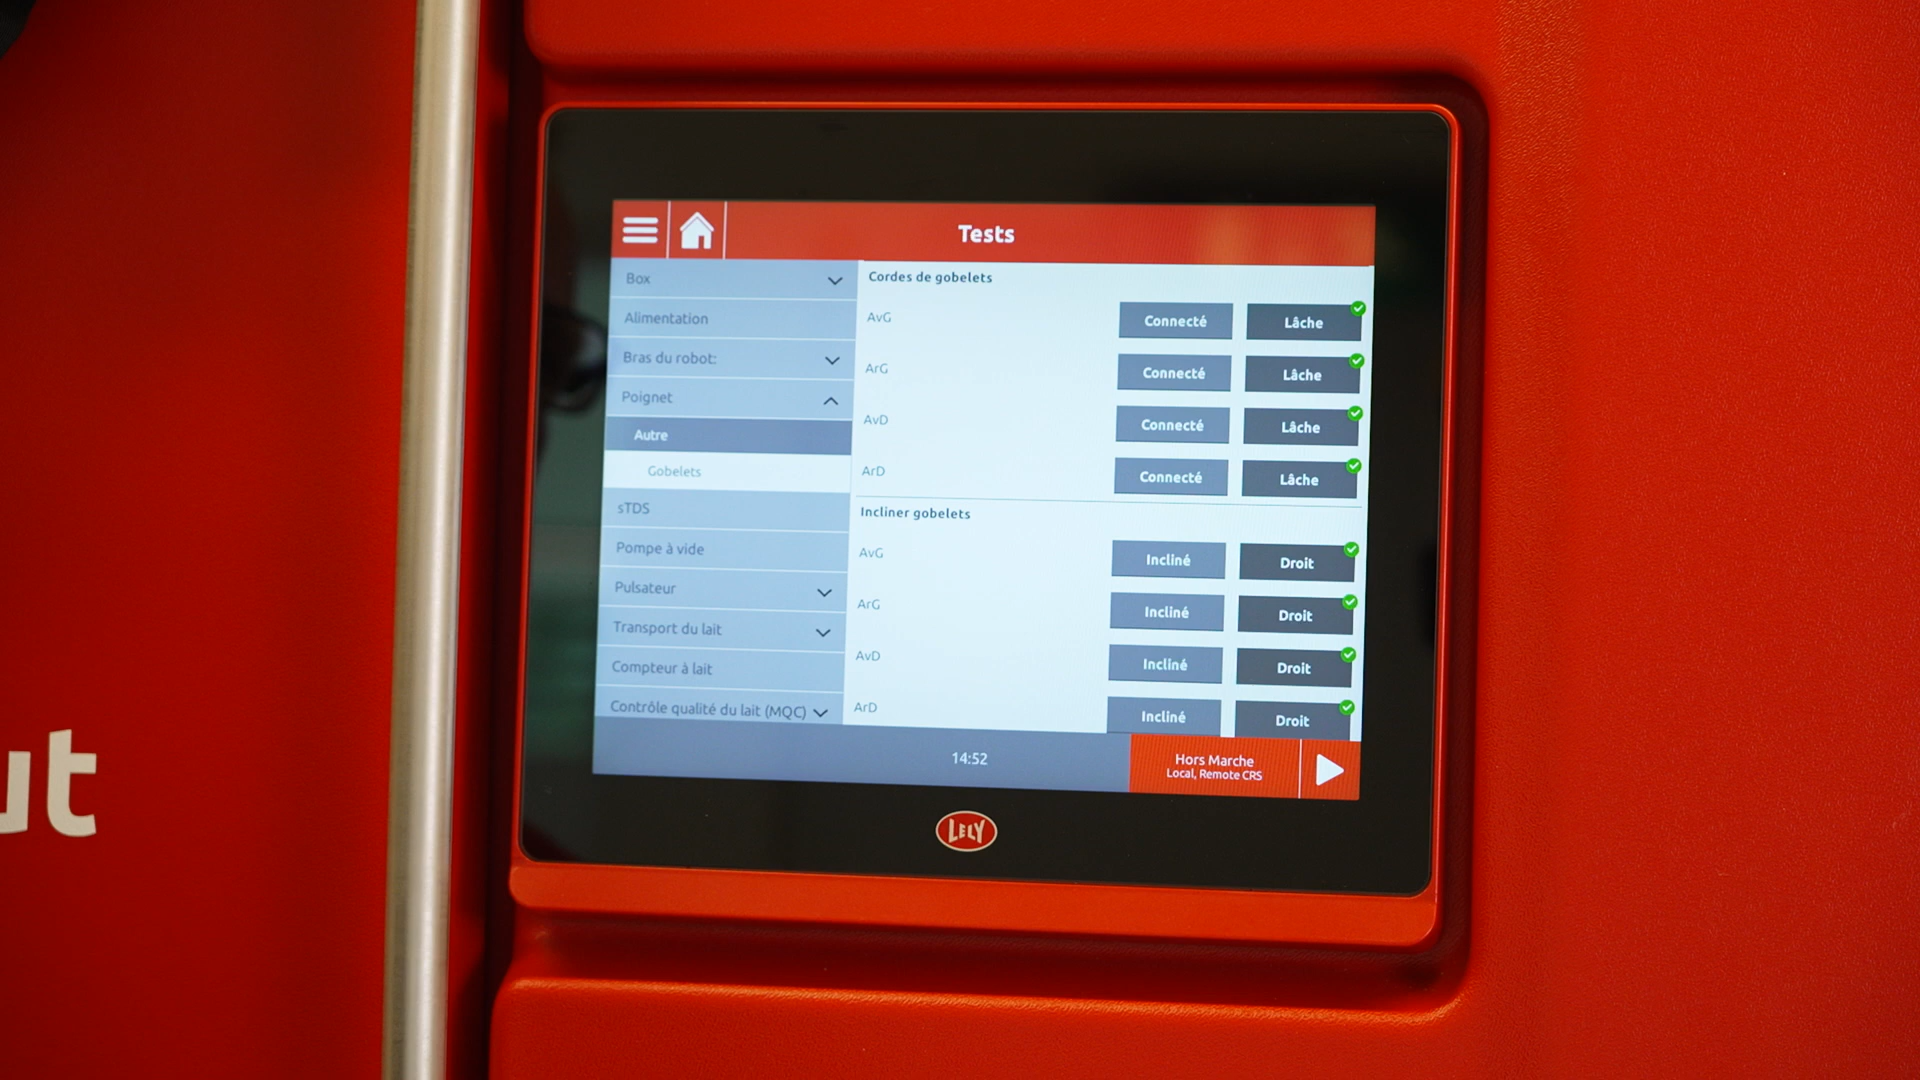 Tests
Box
Alimentation
Bras du robot:
Poignet
Autre
Gobelets
sTDS
Pompe à vide
Pulsateur
Transport du lait
Compteur à lait
Contrôle qualité du lait (MQC)
Cordes de gobelets
AvG Connecté Lâche
ArG Connecté Lâche
AvD Connecté Lâche
ArD Connecté Lâche
Incliner gobelets
AvG Incliné Droit
ArG Incliné Droit
AvD Incliné Droit
ArD Incliné Droit
14:52
Hors Marche
Local, Remote CRS
LELY